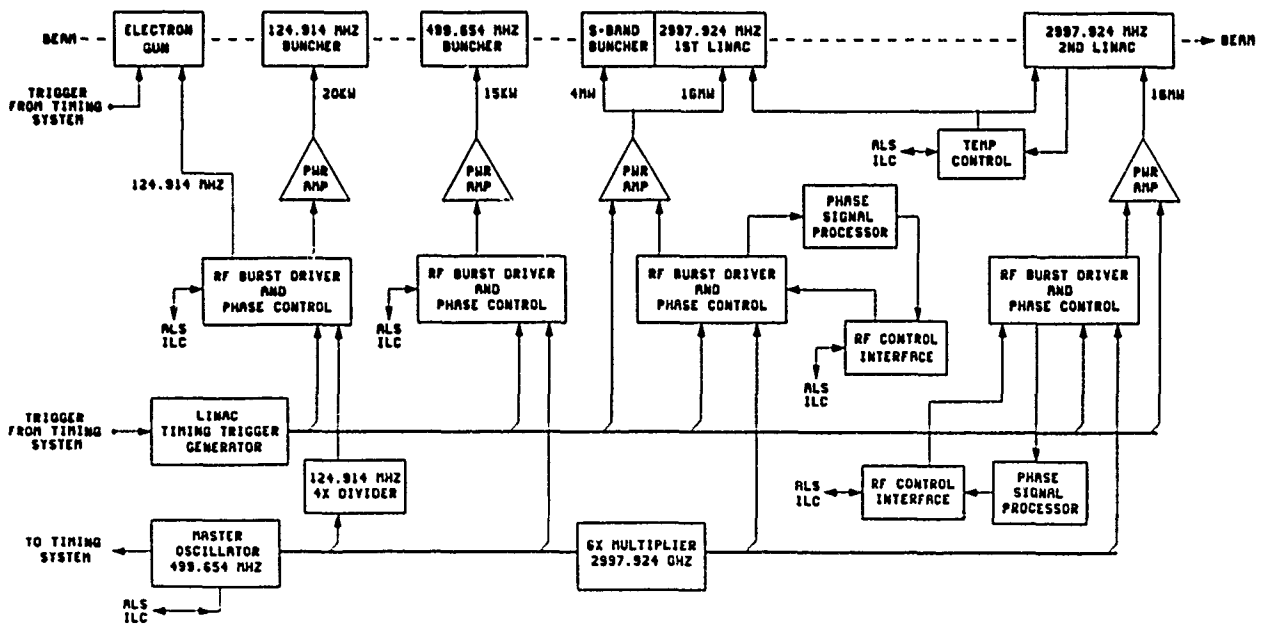 BEAM
ELECTRON
GUN
124.914 MHZ
BUNCHER
499.654 MHZ
BUNCHER
S-BAND
BUNCHER
2997.924 MHZ
1ST LINAC
2997.924 MHZ
2ND LINAC
BEAM
TRIGGER
FROM TIMING
SYSTEM
20KW
15KW
4MW
16MW
16MW
ALS
ILC
TEMP
CONTROL
124.914 MHZ
PWR
AMP
PWR
AMP
PWR
AMP
PWR
AMP
PHASE
SIGNAL
PROCESSOR
RF BURST DRIVER
AND
PHASE CONTROL
RF BURST DRIVER
AND
PHASE CONTROL
RF BURST DRIVER
AND
PHASE CONTROL
RF BURST DRIVER
AND
PHASE CONTROL
ALS
ILC
ALS
ILC
RF CONTROL
INTERFACE
ALS
ILC
TRIGGER
FROM TIMING
SYSTEM
LINAC
TIMING TRIGGER
GENERATOR
124.914 MHZ
4X DIVIDER
ALS
ILC
RF CONTROL
INTERFACE
PHASE
SIGNAL
PROCESSOR
TO TIMING
SYSTEM
MASTER
OSCILLATOR
499.654 MHZ
6X MULTIPLIER
2997.924 GHZ
ALS
ILC